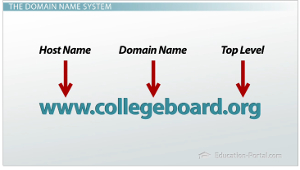 THE DOMAIN NAME SYSTEM
Host Name Domain Name Top Level
www.collegeboard.org
Education-Portal.com